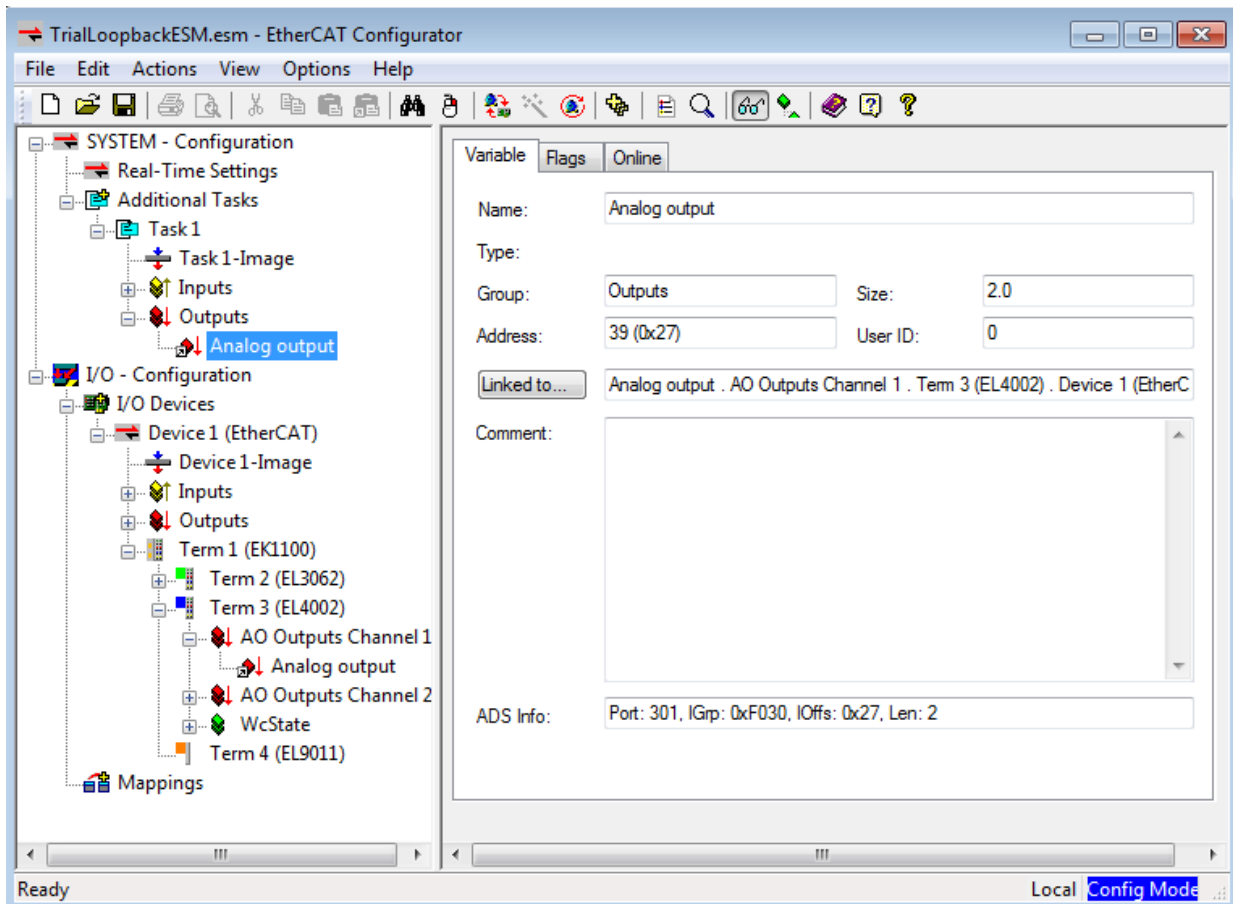 TrialLoopbackESM.esm - EtherCAT Configurator
File Edit Actions View Options Help
SYSTEM - Configuration
Real-Time Settings
Additional Tasks
Task 1
Task 1-Image
Inputs
Outputs
Analog output
I/O - Configuration
I/O Devices
Device 1 (EtherCAT)
Device 1-Image
Inputs
Outputs
Term 1 (EK1100)
Term 2 (EL3062)
Term 3 (EL4002)
AO Outputs Channel 1
Analog output
AO Outputs Channel 2
WcState
Term 4 (EL9011)
Mappings
Variable Flags Online
Name: Analog output
Type:
Group: Outputs Size: 2.0
Address: 39 (0x27) User ID: 0
Linked to... Analog output . AO Outputs Channel 1 . Term 3 (EL4002) . Device 1 (EtherC
Comment:
ADS Info: Port: 301, IGrp: 0xF030, IOffs: 0x27, Len: 2
Ready Local Config Mode